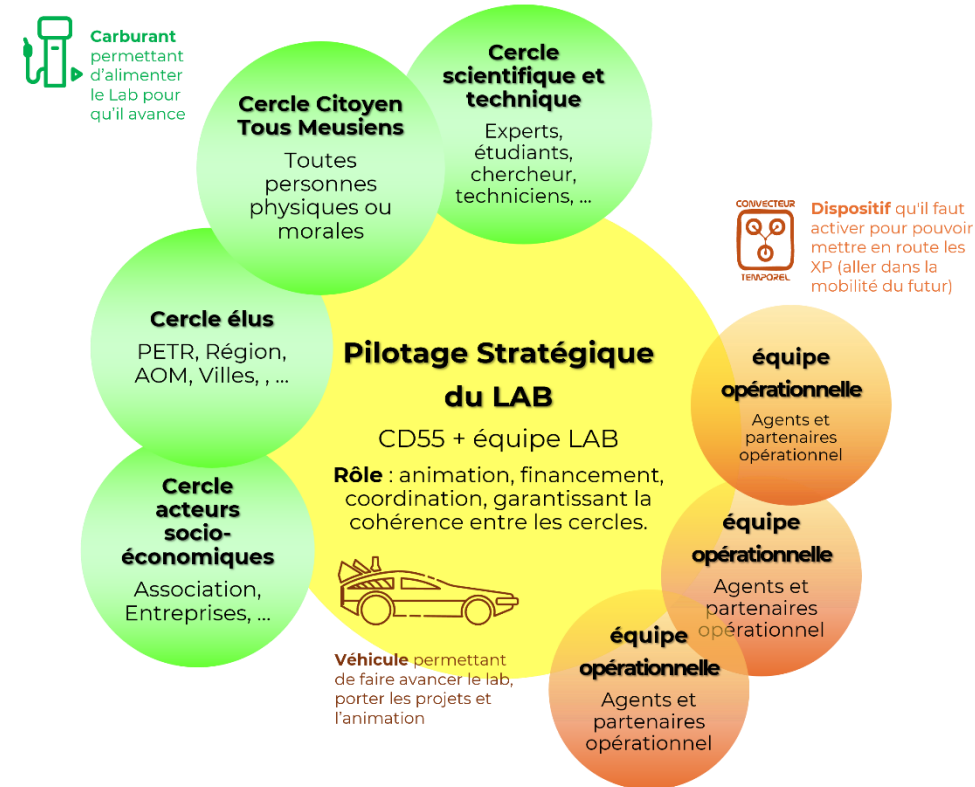 Carburant
permettant
d'alimenter
le Lab pour
qu'il avance
Cercle
scientifique et
technique
Experts,
étudiants,
chercheur,
techniciens, ...
Cercle Citoyen
Tous Meusiens
Toutes
personnes
physiques ou
morales
CONVECTEUR
TEMPOREL
Dispositif qu'il faut
activer pour pouvoir
mettre en route les
XP (aller dans la
mobilité du futur)
Cercle élus
PETR, Région,
AOM, Villes, , ...
Pilotage Stratégique
du LAB
CD55 + équipe LAB
Rôle : animation, financement,
coordination, garantissant la
cohérence entre les cercles.
équipe
opérationnelle
Agents et
partenaires
opérationnel
Cercle
acteurs
socio-
économiques
Association,
Entreprises, ...
équipe
opérationnelle
Agents et
partenaires
opérationnel
Véhicule permettant
de faire avancer le lab,
porter les projets et
l'animation
équipe
opérationnelle
Agents et
partenaires
opérationnel